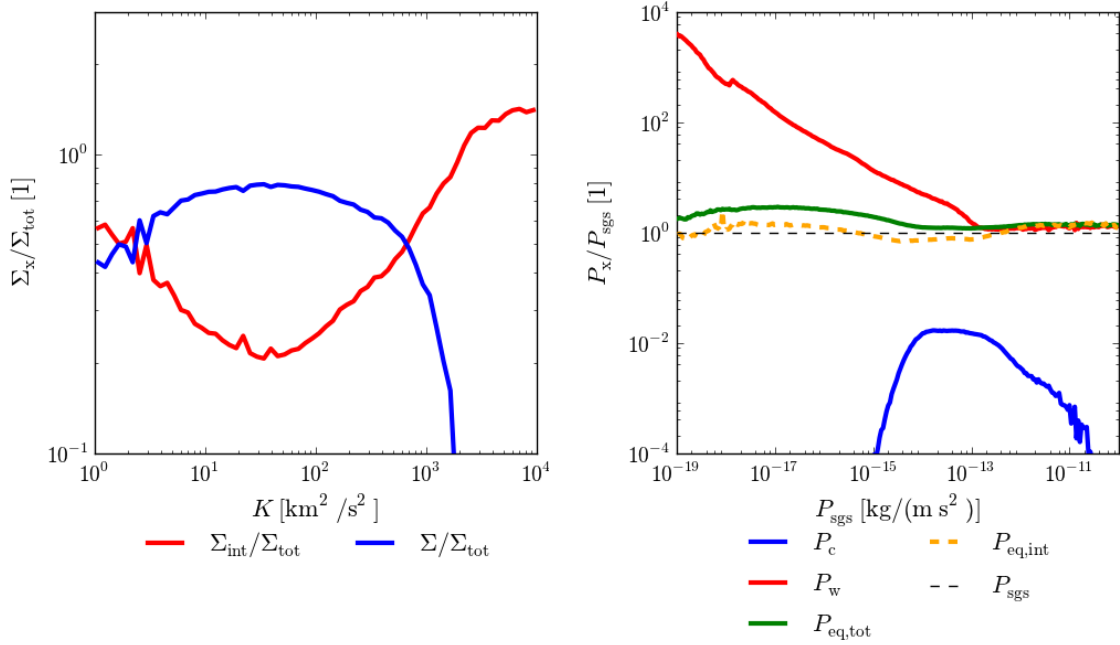 10^0
10^-1
Σ_x/Σ_tot [1]
10^0 10^1 10^2 10^3 10^4
K [km^2/s^2]
Σ_int/Σ_tot Σ/Σ_tot
10^4
10^2
10^0
10^-2
10^-4
P_x/P_sgs [1]
10^-19 10^-17 10^-15 10^-13 10^-11
P_sgs [kg/(m s^2)]
P_c P_eq,int
P_w P_sgs
P_eq,tot